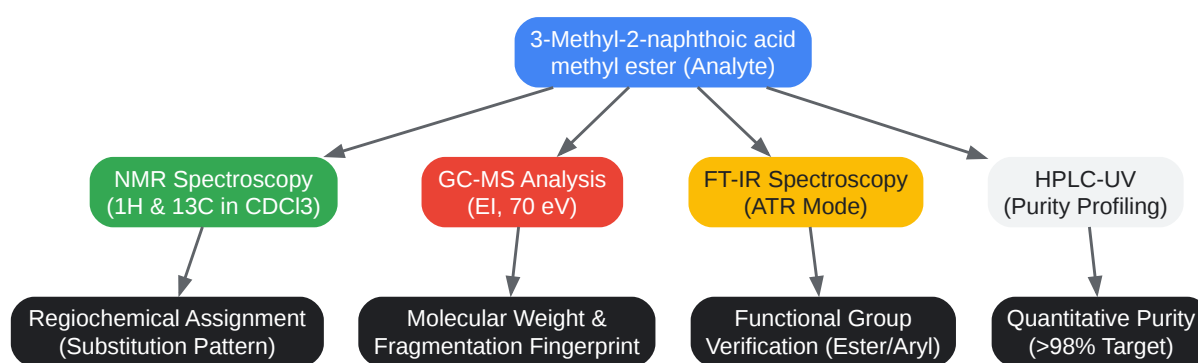 3-Methyl-2-naphthoic acid
methyl ester (Analyte)
NMR Spectroscopy
(1H & 13C in CDCl3)
GC-MS Analysis
(EI, 70 eV)
FT-IR Spectroscopy
(ATR Mode)
HPLC-UV
(Purity Profiling)
Regiochemical Assignment
(Substitution Pattern)
Molecular Weight &
Fragmentation Fingerprint
Functional Group
Verification (Ester/Aryl)
Quantitative Purity
(>98% Target)